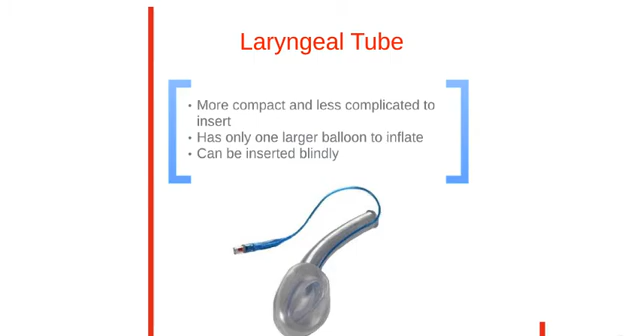 Laryngeal Tube
• More compact and less complicated to
insert
• Has only one larger balloon to inflate
• Can be inserted blindly